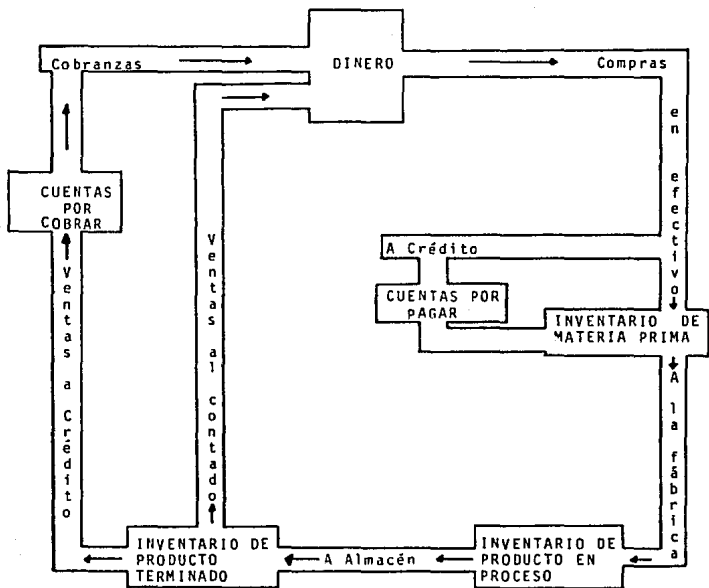 Cobranzas
DINERO
Compras
en efectivo
CUENTAS
POR
COBRAR
A Crédito
CUENTAS POR
PAGAR
INVENTARIO DE
MATERIA PRIMA
Ventas al contado
Ventas a Crédito
A la fábrica
INVENTARIO DE
PRODUCTO
TERMINADO
A Almacén
INVENTARIO DE
PRODUCTO EN
PROCESO